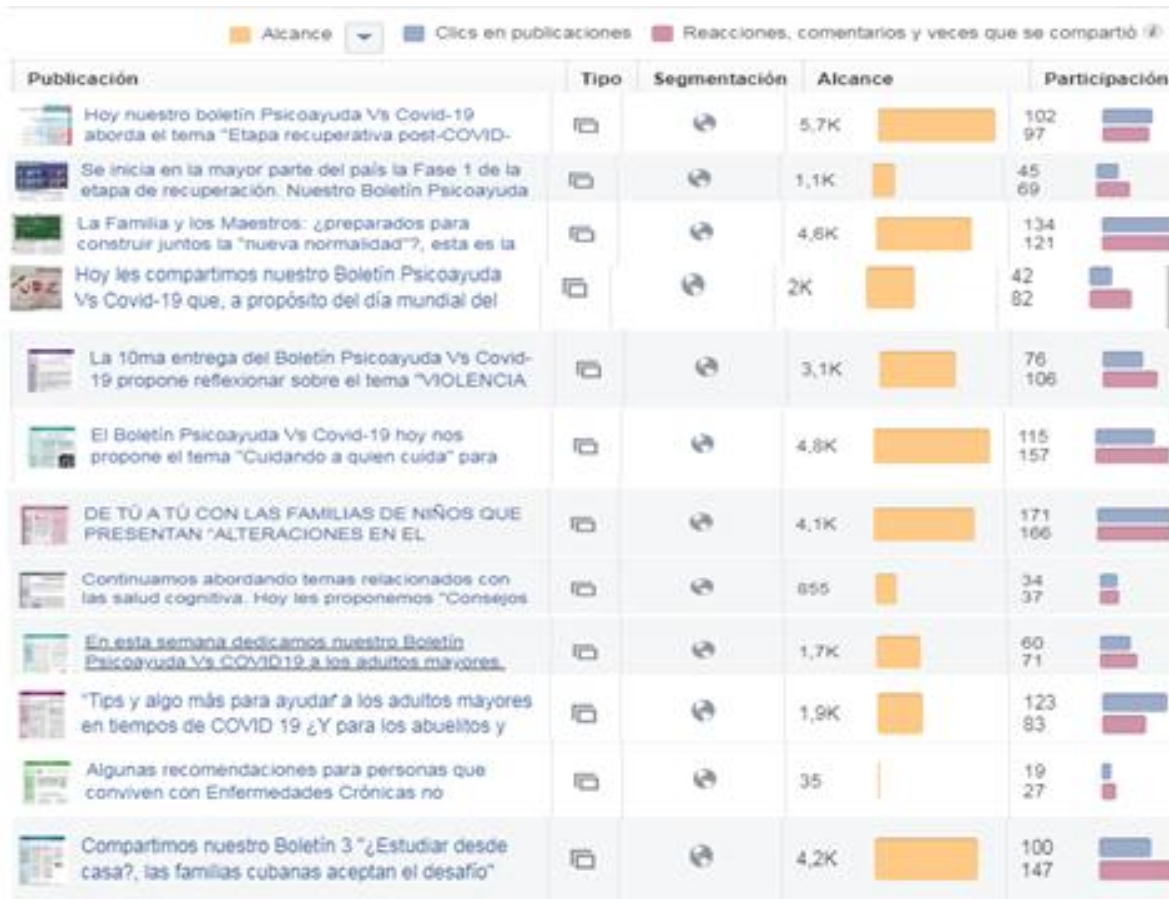 Alcance Clics en publicaciones Reacciones, comentarios y veces que se compartió
Publicación Tipo Segmentación Alcance Participación
Hoy nuestro boletín Psicoayuda Vs Covid-19
aborda el tema "Etapa recuperativa post-COVID-
5,7K
102
97
Se inicia en la mayor parte del país la Fase 1 de la
etapa de recuperación. Nuestro Boletín Psicoayuda
1,1K
45
69
La Familia y los Maestros: ¿preparados para
construir juntos la "nueva normalidad"?, esta es la
4,6K
134
121
Hoy les compartimos nuestro Boletín Psicoayuda
Vs Covid-19 que, a propósito del día mundial del
2K
42
82
La 10ma entrega del Boletín Psicoayuda Vs Covid-
19 propone reflexionar sobre el tema "VIOLENCIA
3,1K
76
106
El Boletín Psicoayuda Vs Covid-19 hoy nos
propone el tema "Cuidando a quien cuida" para
4,8K
115
157
DE TÚ A TÚ CON LAS FAMILIAS DE NIÑOS QUE
PRESENTAN "ALTERACIONES EN EL
4,1K
171
166
Continuamos abordando temas relacionados con
las salud cognitiva. Hoy les proponemos "Consejos
34
37
En esta semana dedicamos nuestro Boletín
Psicoayuda Vs COVID19 a los adultos mayores.
1,7K
60
71
"Tips y algo más para ayudar a los adultos mayores
en tiempos de COVID 19 ¿Y para los abuelitos y
1,9K
123
83
Algunas recomendaciones para personas que
conviven con Enfermedades Crónicas no
35
19
27
Compartimos nuestro Boletín 3 "¿Estudiar desde
casa?, las familias cubanas aceptan el desafío"
4,2K
100
147